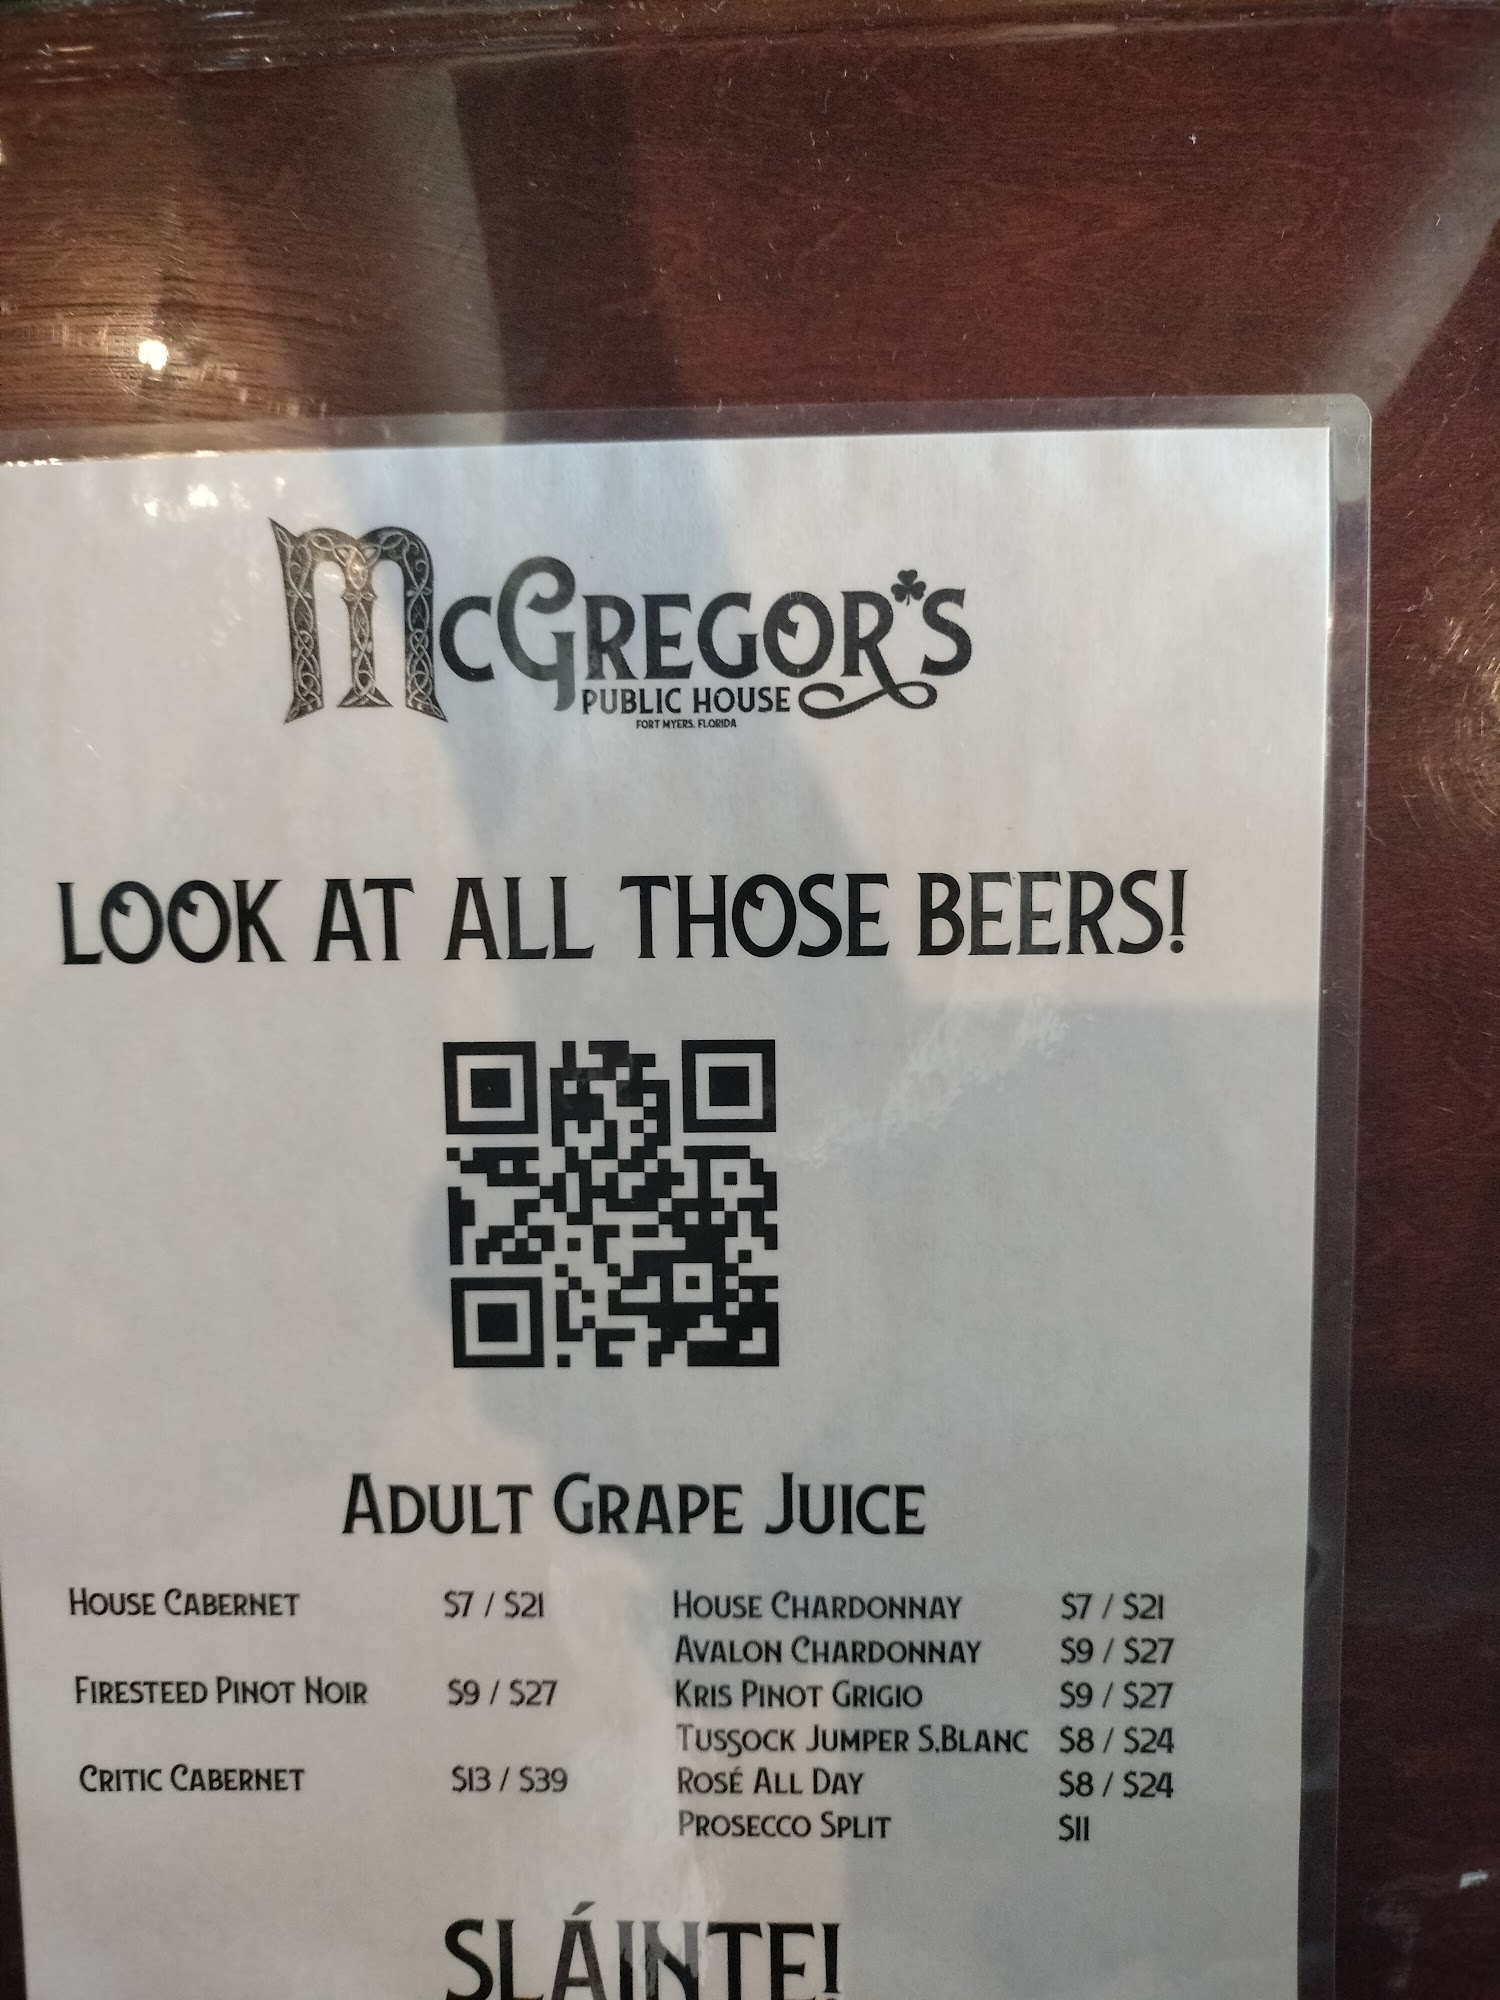 McGregor's
PUBLIC HOUSE
FORT MYERS, FLORIDA
LOOK AT ALL THOSE BEERS!
ADULT GRAPE JUICE
HOUSE CABERNET $7 / $21
FIRESTEED PINOT NOIR $9 / $27
CRITIC CABERNET $13 / $39
HOUSE CHARDONNAY $7 / $21
AVALON CHARDONNAY $9 / $27
KRIS PINOT GRIGIO $9 / $27
TUSSOCK JUMPER S.BLANC $8 / $24
ROSÉ ALL DAY $8 / $24
PROSECCO SPLIT $11
SLÁINTE!